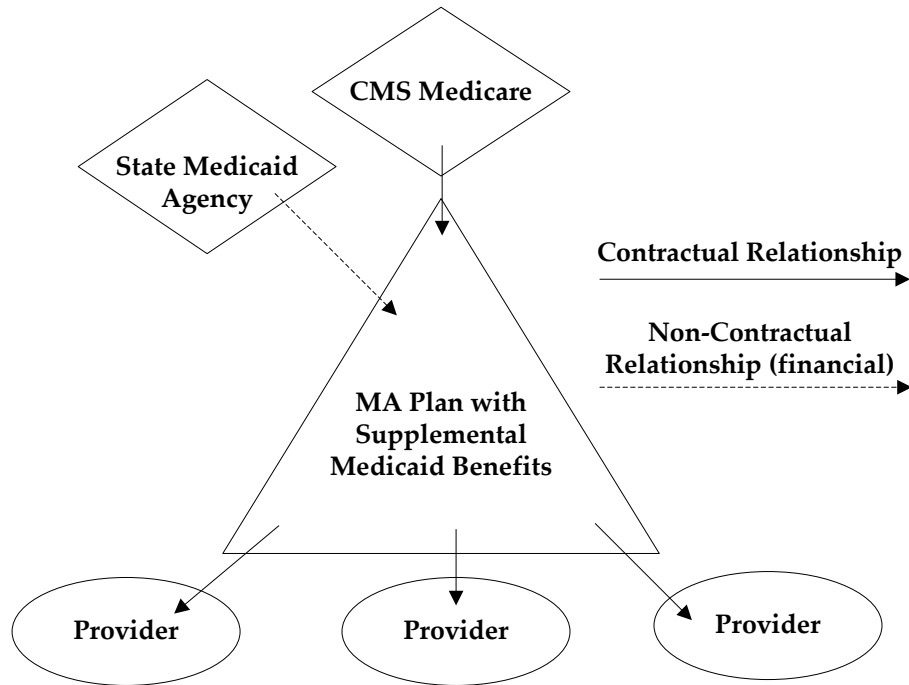 CMS Medicare
State Medicaid
Agency
Contractual Relationship
Non-Contractual
Relationship (financial)
MA Plan with
Supplemental
Medicaid Benefits
Provider
Provider
Provider